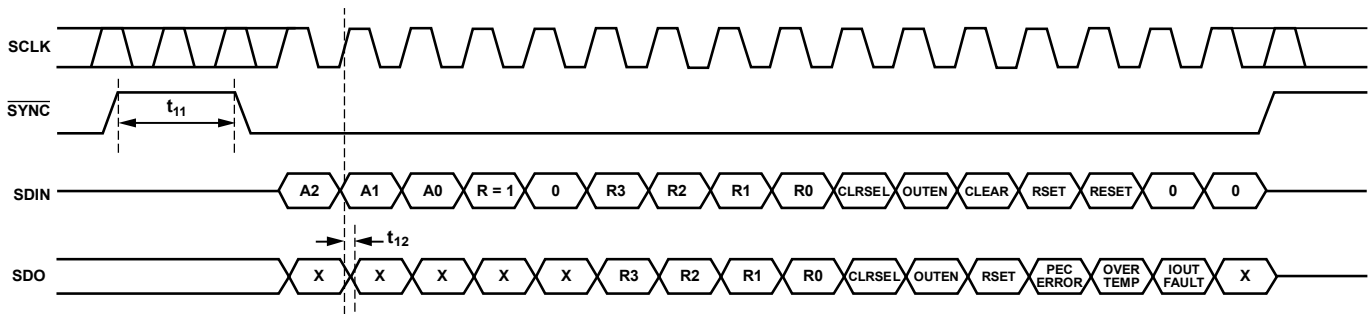 SCLK
SYNC
t11
SDIN
A2 A1 A0 R = 1 0 R3 R2 R1 R0 CLRSEL OUTEN CLEAR RSET RESET 0 0
t12
SDO
X X X X X R3 R2 R1 R0 CLRSEL OUTEN RSET PEC ERROR OVER TEMP IOUT FAULT X